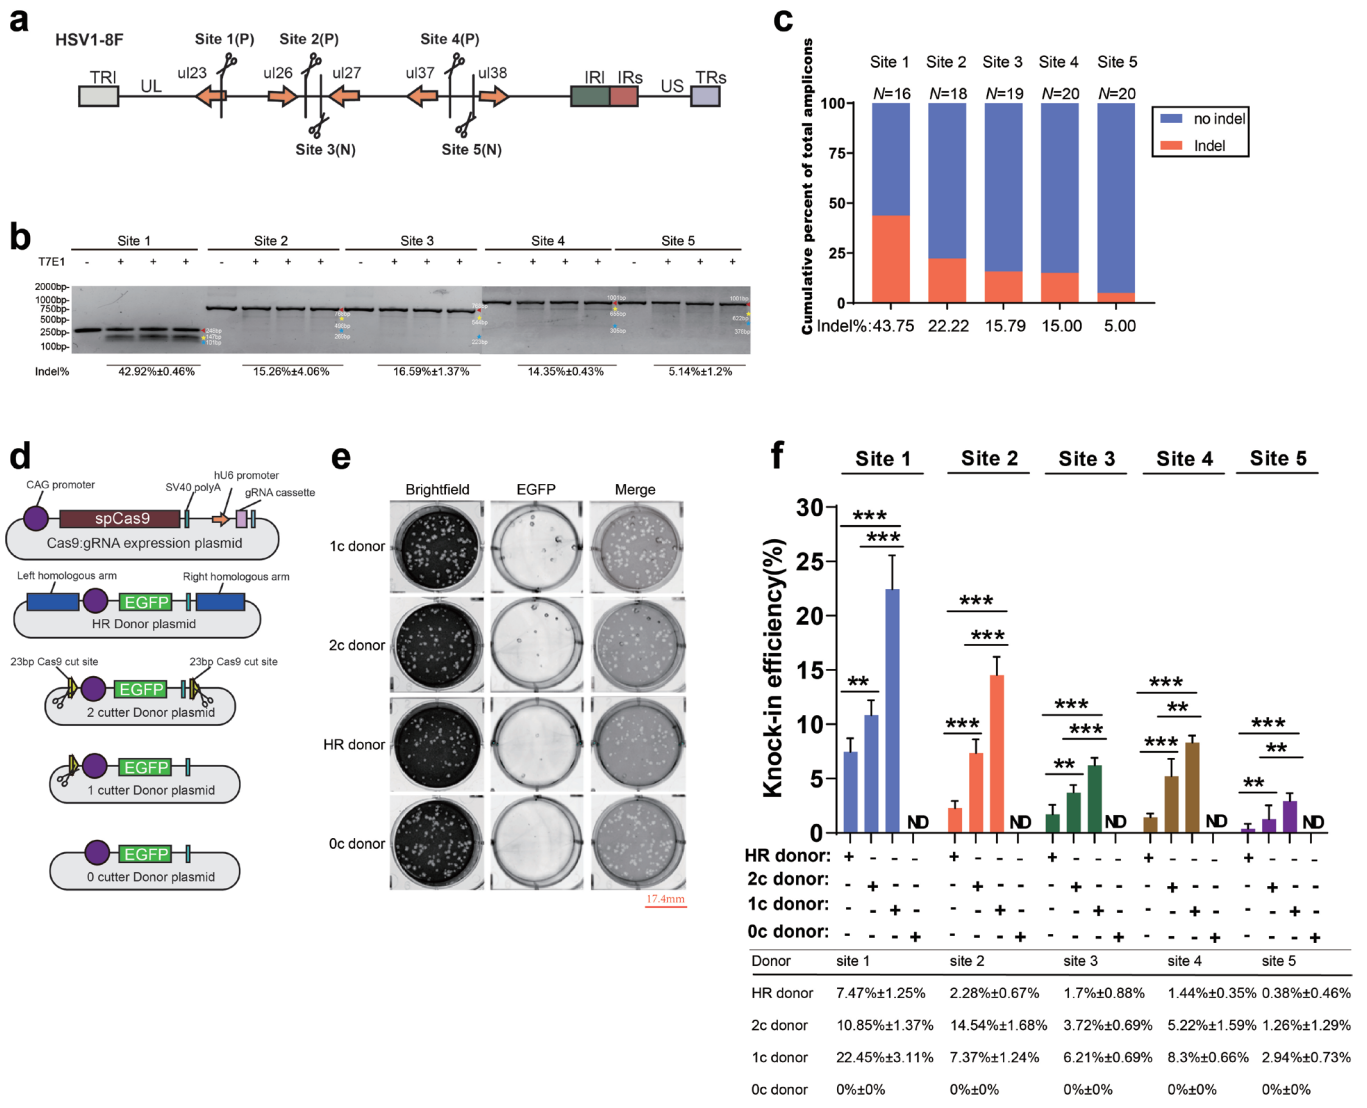 a
HSV1-8F
Site 1(P) Site 2(P) Site 4(P)
TRl UL ul23 ul26 ul27 ul37 ul38 IRl IRs US TRs
Site 3(N) Site 5(N)
b
Site 1 Site 2 Site 3 Site 4 Site 5
T7E1 - + + + - + + + - + + + - + + + - + + +
2000bp-
1000bp-
750bp-
500bp-
250bp-
100bp-
248bp
147bp
101bp
1001bp
1001bp
Indel% 42.92%±0.46% 15.26%±4.06% 16.59%±1.37% 14.35%±0.43% 5.14%±1.2%
c
Site 1 Site 2 Site 3 Site 4 Site 5
N=16 N=18 N=19 N=20 N=20
Cumulative percent of total amplicons
100
75
50
25
0
no indel
Indel
Indel%: 43.75 22.22 15.79 15.00 5.00
d
CAG promoter
hU6 promoter
SV40 polyA
gRNA cassette
spCas9
Cas9:gRNA expression plasmid
Left homologous arm
Right homologous arm
EGFP
HR Donor plasmid
23bp Cas9 cut site
23bp Cas9 cut site
EGFP
2 cutter Donor plasmid
EGFP
1 cutter Donor plasmid
EGFP
0 cutter Donor plasmid
e
Brightfield EGFP Merge
1c donor
2c donor
HR donor
0c donor
17.4mm
f
Site 1 Site 2 Site 3 Site 4 Site 5
Knock-in efficiency(%)
30
25
20
15
10
5
0
*** *** **
*** *** ***
*** *** **
*** ** ***
*** ** **
ND ND ND ND ND
HR donor: + - - - + - - - + - - - + - - - + - - -
2c donor: - + - - - + - - - + - - - + - - - + - -
1c donor: - - + - - - + - - - + - - - + - - - + -
0c donor: - - - + - - - + - - - + - - - + - - - +
Donor site 1 site 2 site 3 site 4 site 5
HR donor 7.47%±1.25% 2.28%±0.67% 1.7%±0.88% 1.44%±0.35% 0.38%±0.46%
2c donor 10.85%±1.37% 14.54%±1.68% 3.72%±0.69% 5.22%±1.59% 1.26%±1.29%
1c donor 22.45%±3.11% 7.37%±1.24% 6.21%±0.69% 8.3%±0.66% 2.94%±0.73%
0c donor 0%±0% 0%±0% 0%±0% 0%±0% 0%±0%